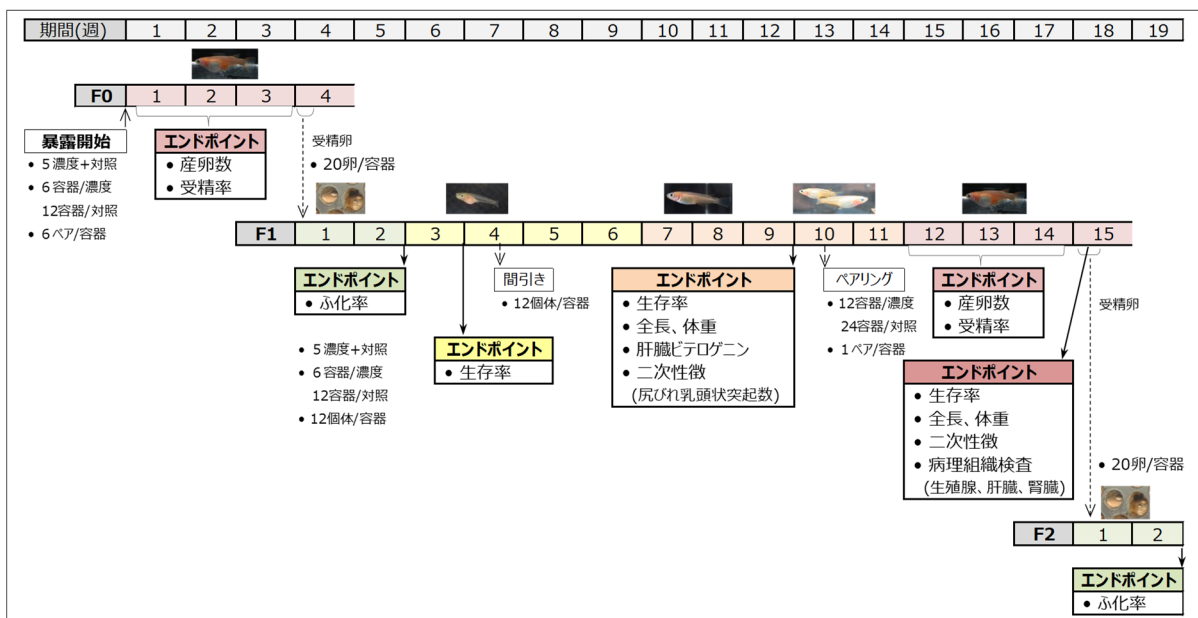 期間(週) 1 2 3 4 5 6 7 8 9 10 11 12 13 14 15 16 17 18 19
F0 1 2 3 4
暴露開始
• 5濃度+対照
• 6容器/濃度
12容器/対照
• 6ペア/容器
エンドポイント
• 産卵数
• 受精率
受精卵
• 20卵/容器
F1 1 2 3 4 5 6 7 8 9 10 11 12 13 14 15
エンドポイント
• ふ化率
• 5濃度+対照
• 6容器/濃度
12容器/対照
• 12個体/容器
エンドポイント
• 生存率
間引き
• 12個体/容器
エンドポイント
• 生存率
• 全長、体重
• 肝臓ビテロゲニン
• 二次性徴
(尻びれ乳頭状突起数)
ペアリング
• 12容器/濃度
24容器/対照
• 1ペア/容器
エンドポイント
• 産卵数
• 受精率
エンドポイント
• 生存率
• 全長、体重
• 二次性徴
• 病理組織検査
(生殖腺、肝臓、腎臓)
受精卵
• 20卵/容器
F2 1 2
エンドポイント
• ふ化率